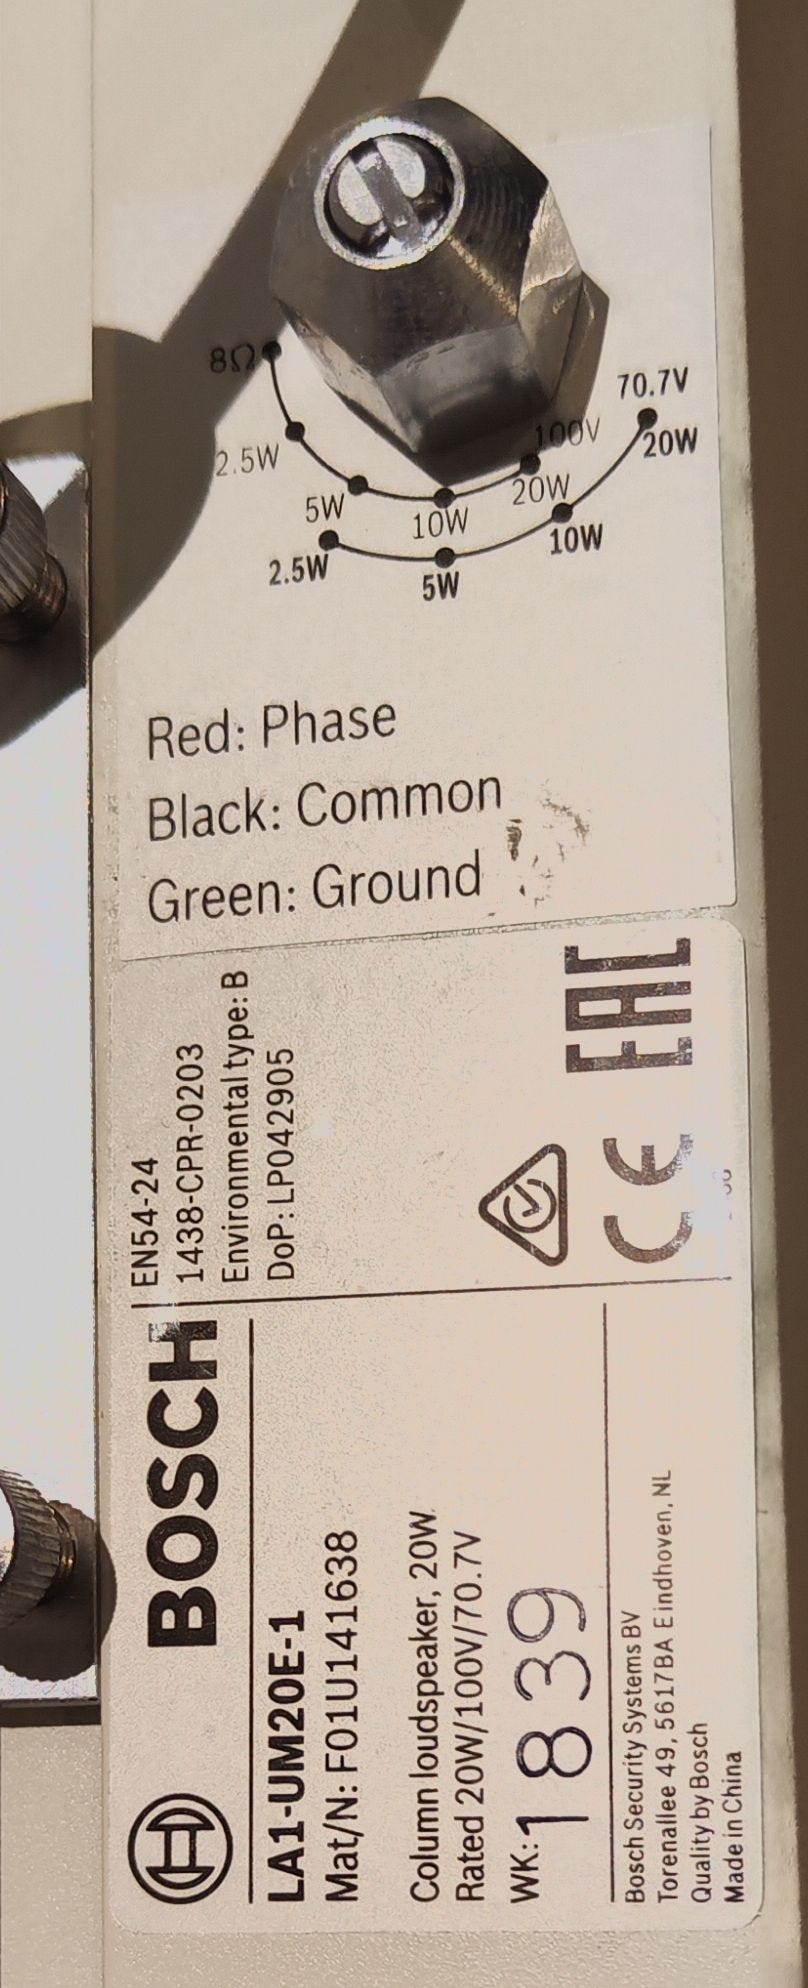 8Ω
2.5W
5W
10W
20W
100V
70.7V
20W
10W
5W
2.5W
Red: Phase
Black: Common
Green: Ground
BOSCH
EN54-24
1438-CPR-0203
Environmental type: B
DoP: LP042905
LA1-UM20E-1
Mat/N: F01U141638
Column loudspeaker, 20W
Rated 20W/100V/70.7V
WK: 1839
CE
EAC
Bosch Security Systems BV
Torenallee 49, 5617BA Eindhoven, NL
Quality by Bosch
Made in China